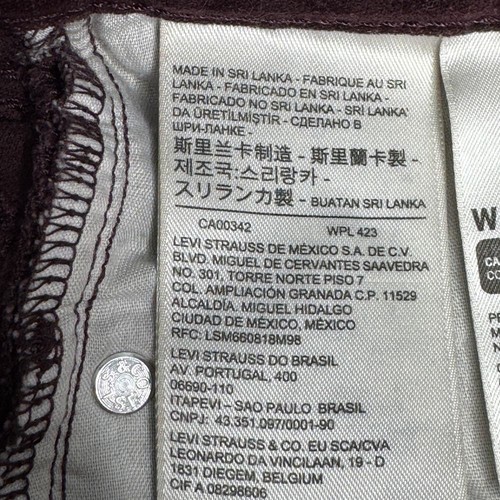 MADE IN SRI LANKA - FABRIQUE AU SRI
LANKA - FABRICADO EN SRI LANKA -
FABRICADO NO SRI LANKA - SRI LANKA'
DA ÜRETİLMİŞTİR - СДЕЛАНО В
ШРИ-ЛАНКЕ -
斯里兰卡制造 - 斯里蘭卡製 -
제조국:스리랑카 -
スリランカ製 - BUATAN SRI LANKA
CA00342 WPL 423
LEVI STRAUSS DE MÉXICO S.A. DE C.V.
BLVD. MIGUEL DE CERVANTES SAAVEDRA
NO. 301, TORRE NORTE PISO 7
COL. AMPLIACIÓN GRANADA C.P. 11529
ALCALDÍA. MIGUEL HIDALGO
CIUDAD DE MÉXICO, MÉXICO
RFC: LSM660818M98
LEVI STRAUSS DO BRASIL
AV. PORTUGAL, 400
06690-110
ITAPEVI – SAO PAULO BRASIL
CNPJ: 43.351.097/0001-90
LEVI STRAUSS & CO. EU SCA/CVA
LEONARDO DA VINCILAAN, 19 - D
1831 DIEGEM, BELGIUM
CIF A 08298606
W
CA
CO